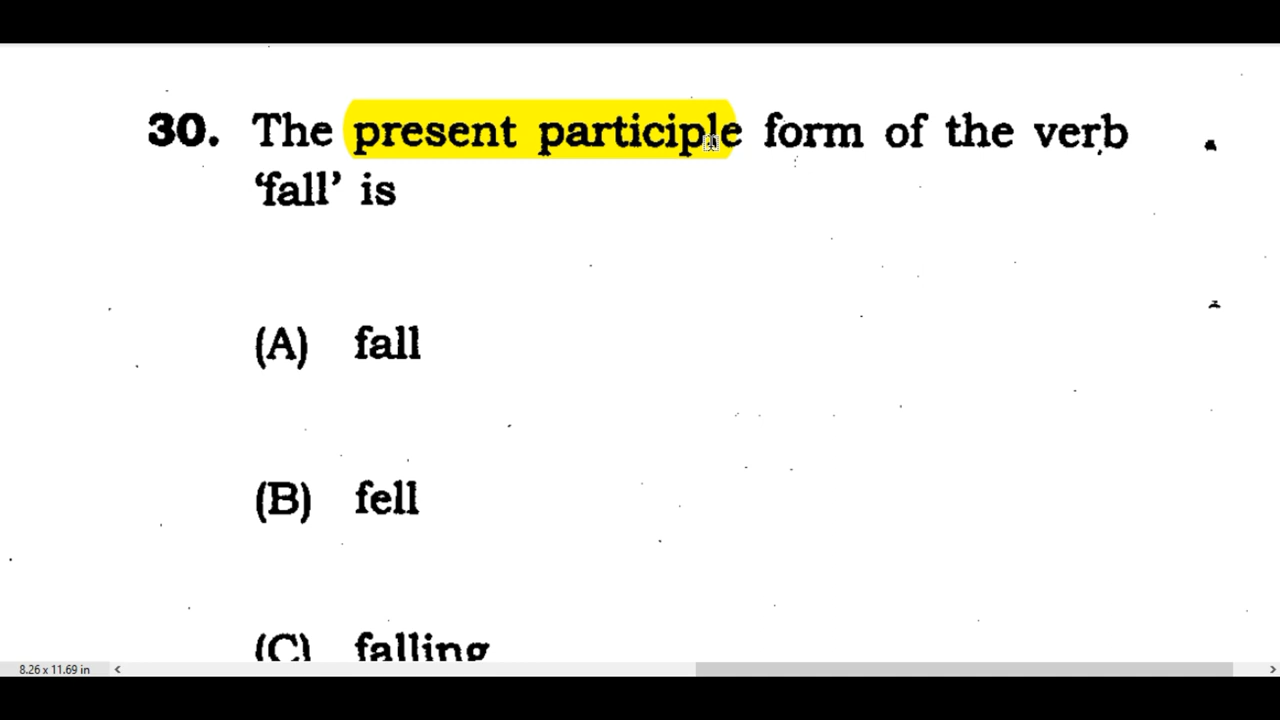 30. The present participle form of the verb
‘fall’ is
(A) fall
(B) fell
(C) falling
8.26 x 11.69 in